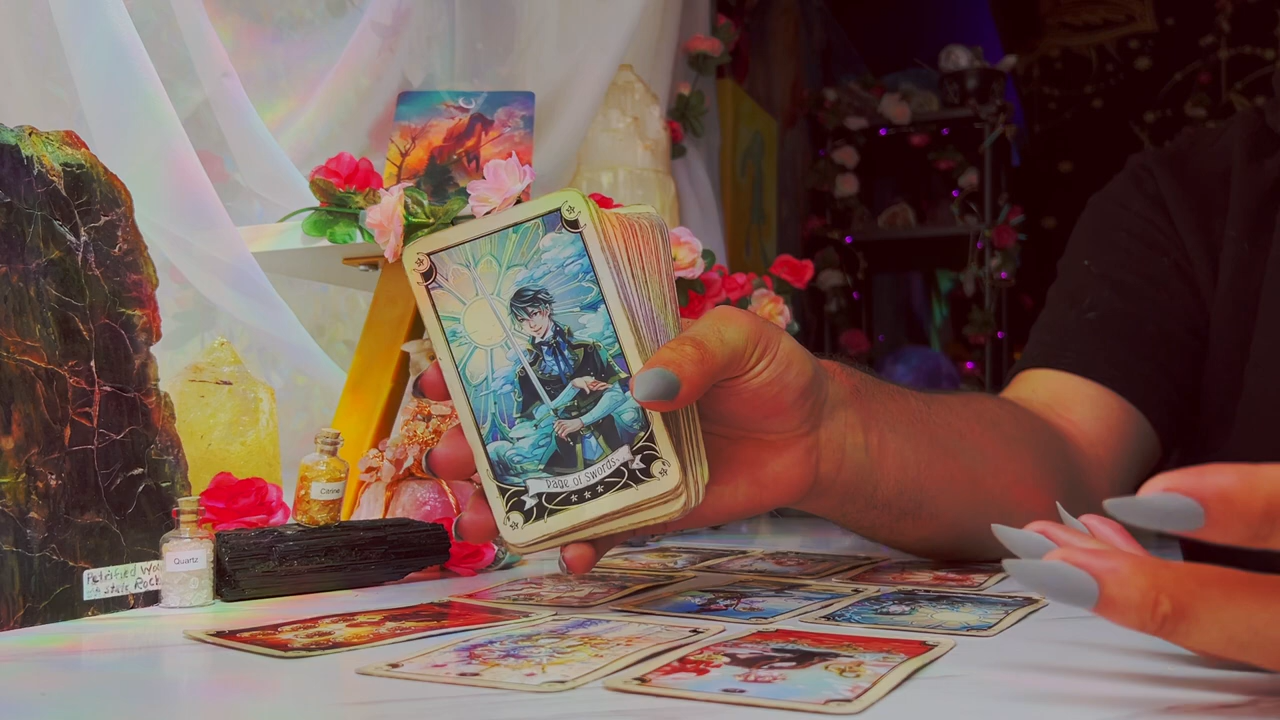 Page of Swords
Citrine
Quartz
Petrified Wo
State Rock